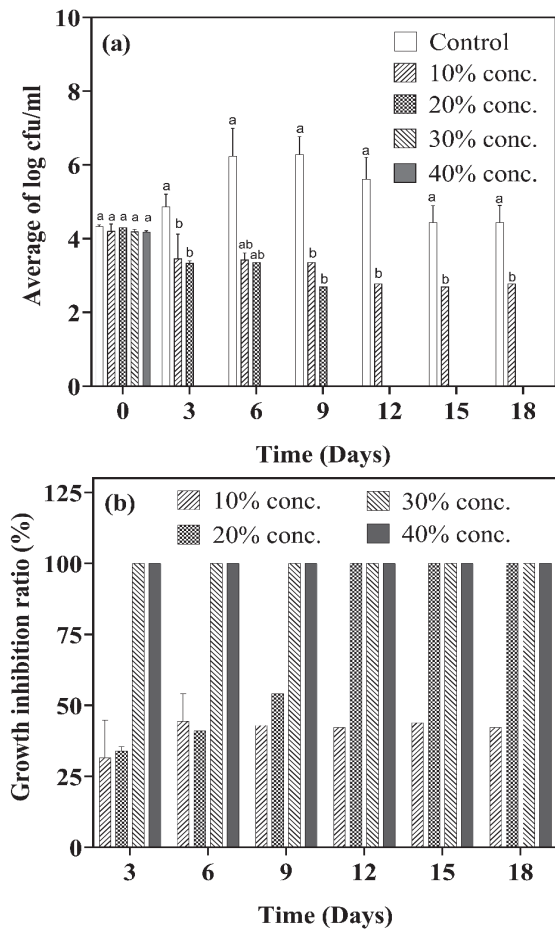 (a)
Control
10% conc.
20% conc.
30% conc.
40% conc.
Average of log cfu/ml
10
8
6
4
2
0
a a a a a
a b b
a ab ab
a b b
a b
a b
a b
0 3 6 9 12 15 18
Time (Days)
(b)
10% conc. 30% conc.
20% conc. 40% conc.
Growth inhibition ratio (%)
125
100
75
50
25
0
3 6 9 12 15 18
Time (Days)